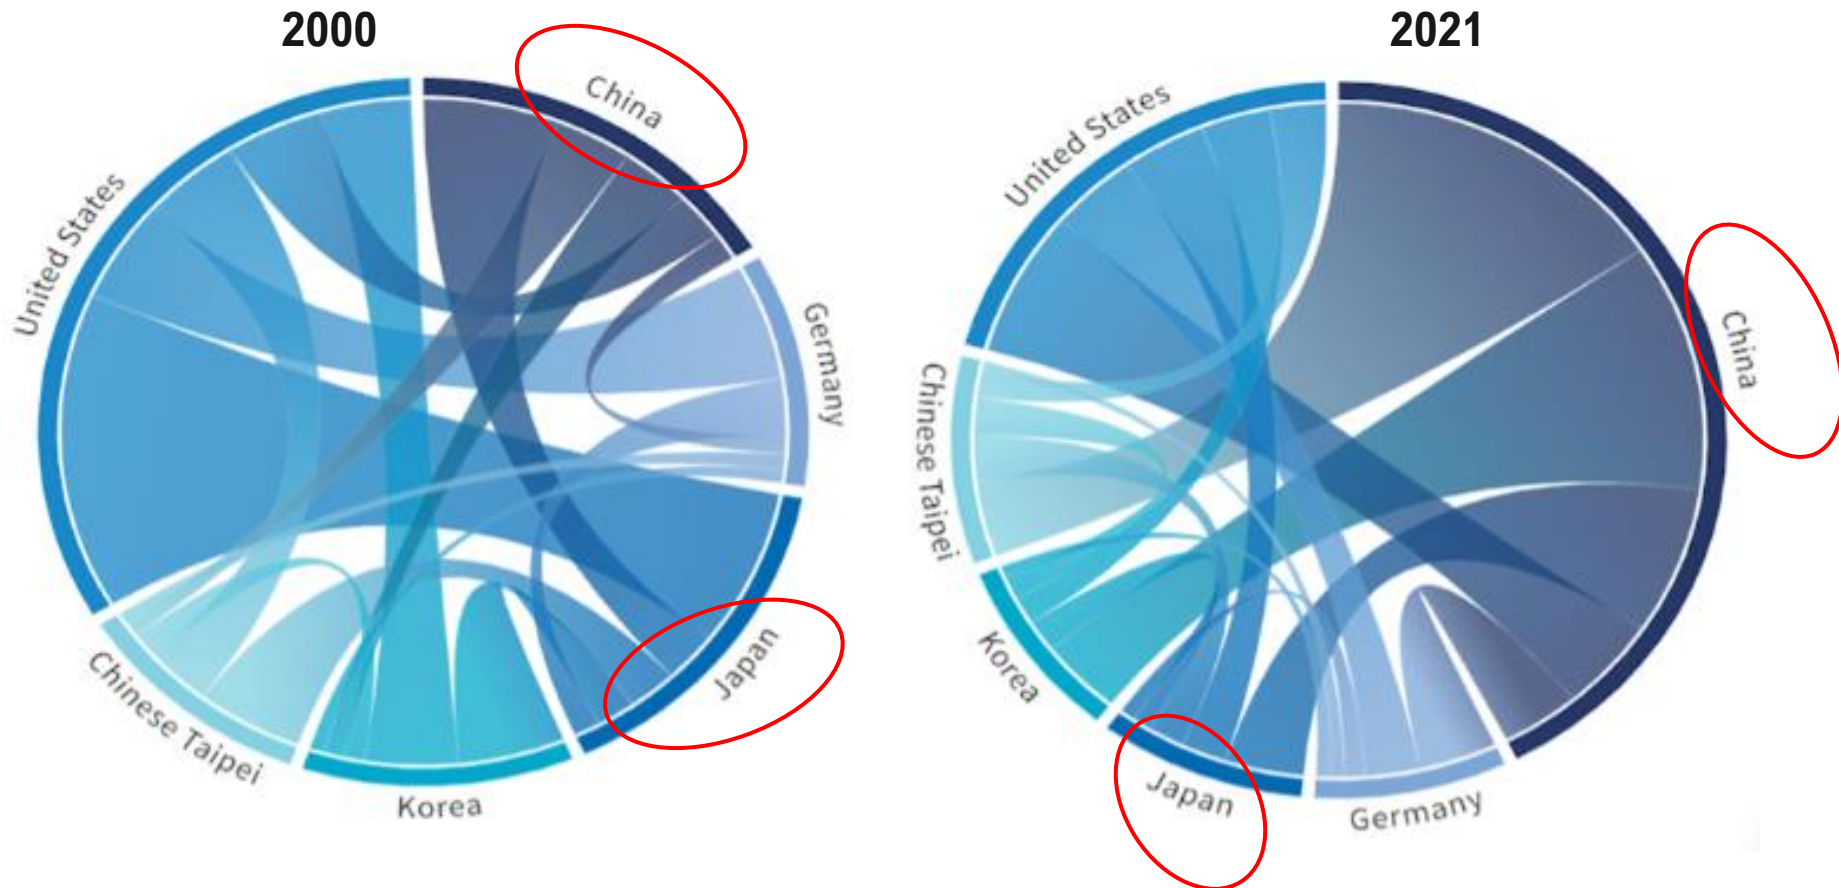 2000
China
United States
Germany
Japan
Chinese Taipei
Korea
2021
United States
China
Chinese Taipei
Korea
Japan
Germany